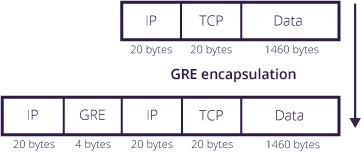 IP TCP Data
20 bytes 20 bytes 1460 bytes
GRE encapsulation
IP GRE IP TCP Data
20 bytes 4 bytes 20 bytes 20 bytes 1460 bytes